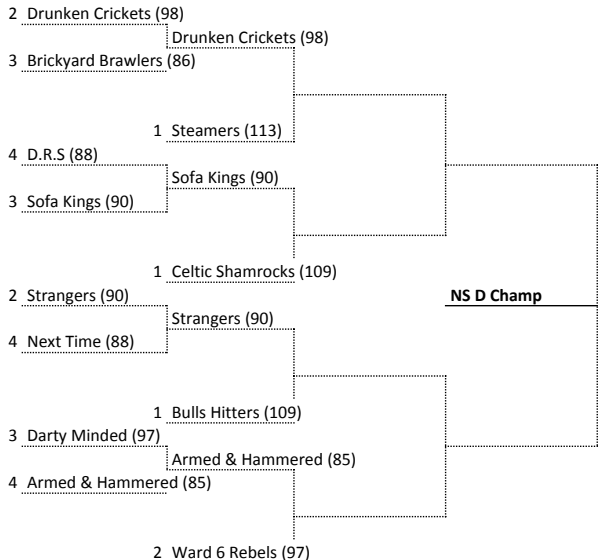 2 Drunken Crickets (98)
Drunken Crickets (98)
3 Brickyard Brawlers (86)
1 Steamers (113)
4 D.R.S (88)
Sofa Kings (90)
3 Sofa Kings (90)
1 Celtic Shamrocks (109)
2 Strangers (90)
NS D Champ
Strangers (90)
4 Next Time (88)
1 Bulls Hitters (109)
3 Darty Minded (97)
Armed & Hammered (85)
4 Armed & Hammered (85)
2 Ward 6 Rebels (97)